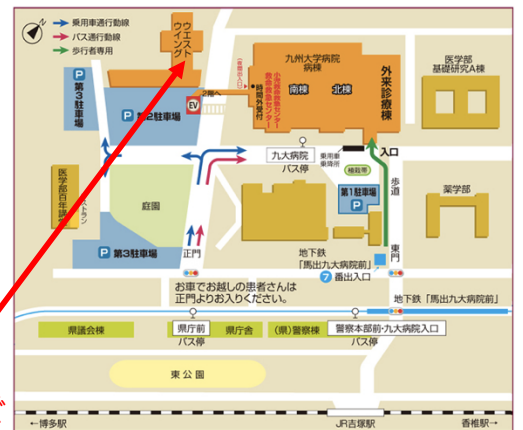 乗用車通行動線
バス通行動線
歩行者専用
ウエスト
ウイング
九州大学病院
病棟
南棟
北棟
外来診療棟
医学部
基礎研究A棟
小児救命救急センター
救命救急センター
時間外受付
P
第3駐車場
P
第2駐車場
2階へ
EV
九大病院
バス停
乗用車
乗降所
入口
植栽帯
歩道
P
第1駐車場
薬学部
医学部百年講堂
庭園
P
第3駐車場
正門
地下鉄
「馬出九大病院前」
7 番出入口
東門
お車でお越しの患者さんは
正門よりお入りください。
地下鉄「馬出九大病院前」
県議会棟
県庁前
バス停
県庁舎
(県)警察棟
警察本部前・九大病院入口
バス停
東公園
←博多駅
JR吉塚駅
香椎駅→